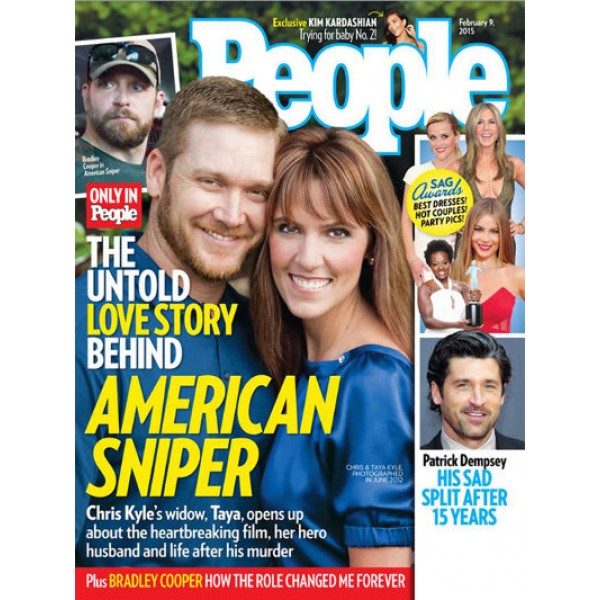 Exclusive KIM KARDASHIAN
Trying for baby No. 2!
February 9,
2015
People
Bradley
Cooper in
American Sniper
ONLY IN
People
SAG
Awards
BEST DRESSES!
HOT COUPLES!
PARTY PICS!
THE
UNTOLD
LOVE STORY
BEHIND
AMERICAN
SNIPER
CHRIS & TAYA KYLE,
PHOTOGRAPHED
IN JUNE 2012
Chris Kyle's widow, Taya, opens up
about the heartbreaking film, her hero
husband and life after his murder
Patrick Dempsey
HIS SAD
SPLIT AFTER
15 YEARS
Plus BRADLEY COOPER HOW THE ROLE CHANGED ME FOREVER